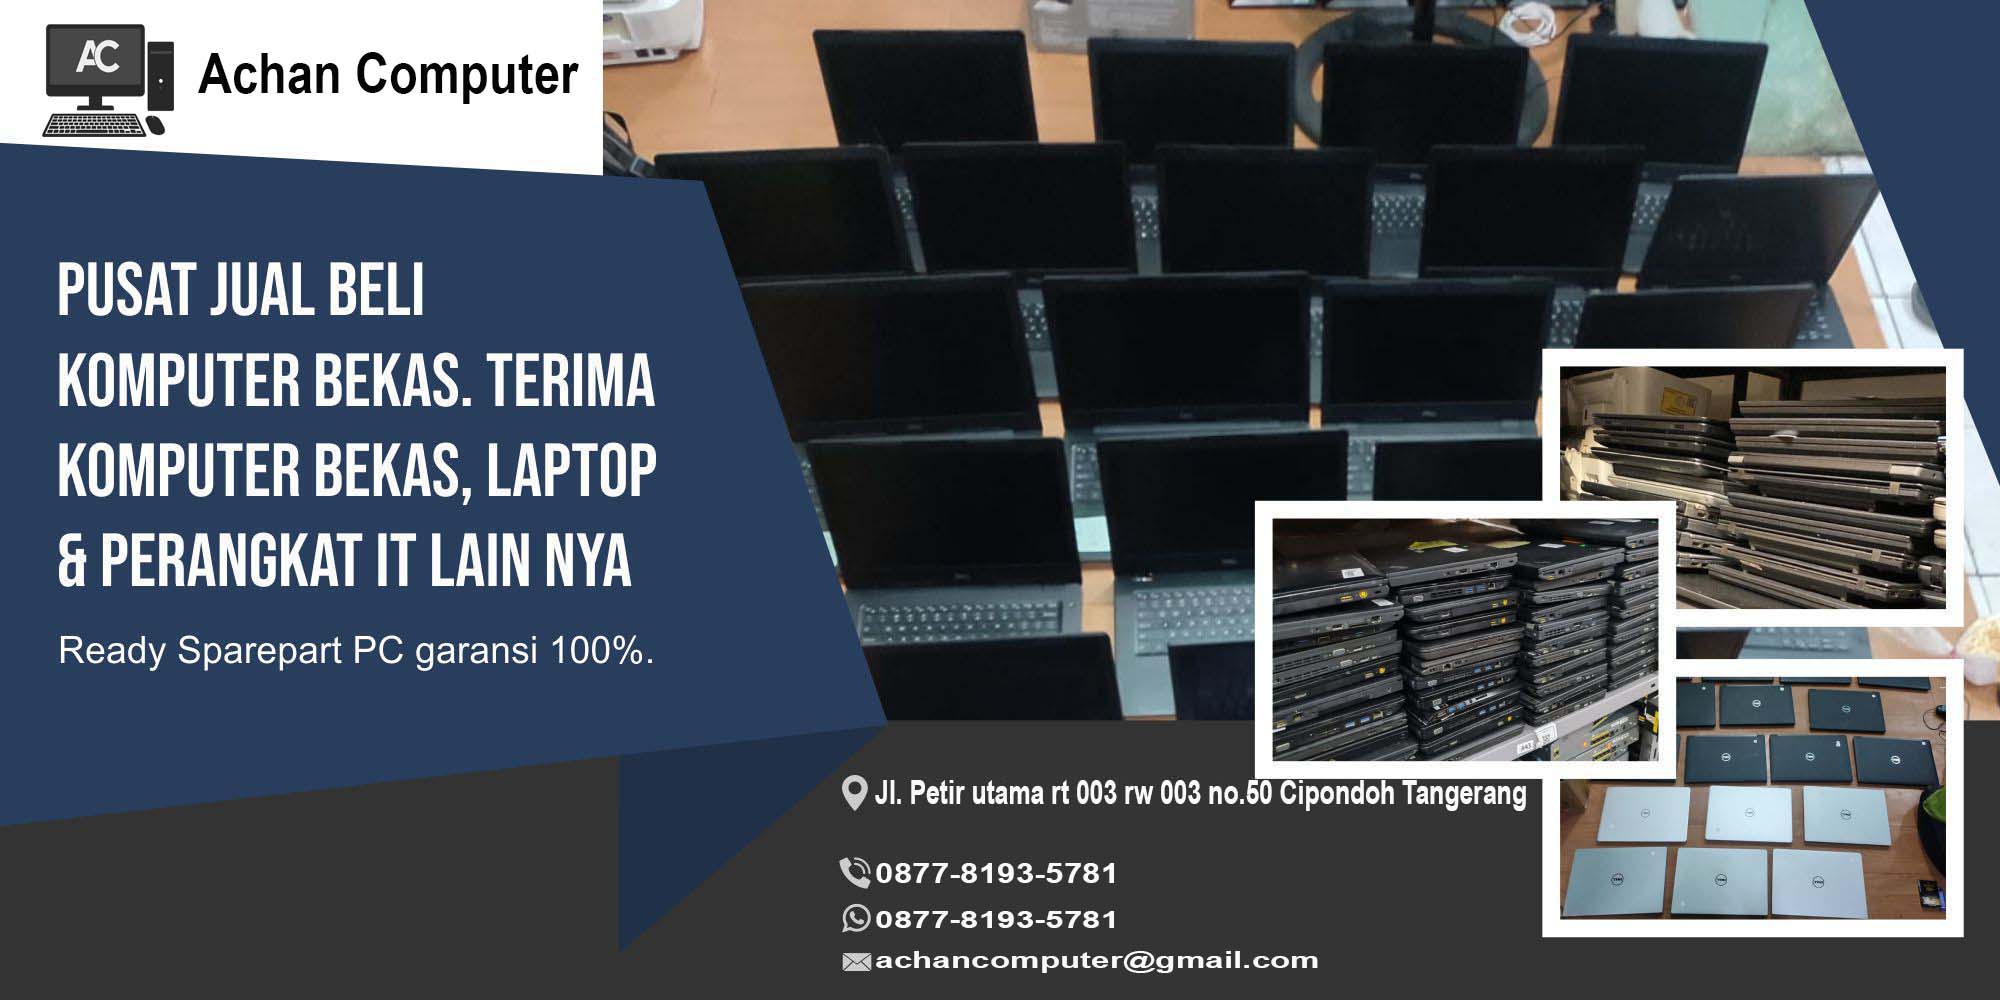 AC
Achan Computer
PUSAT JUAL BELI
KOMPUTER BEKAS. TERIMA
KOMPUTER BEKAS, LAPTOP
& PERANGKAT IT LAIN NYA
Ready Sparepart PC garansi 100%.
Jl. Petir utama rt 003 rw 003 no.50 Cipondoh Tangerang
0877-8193-5781
0877-8193-5781
achancomputer@gmail.com